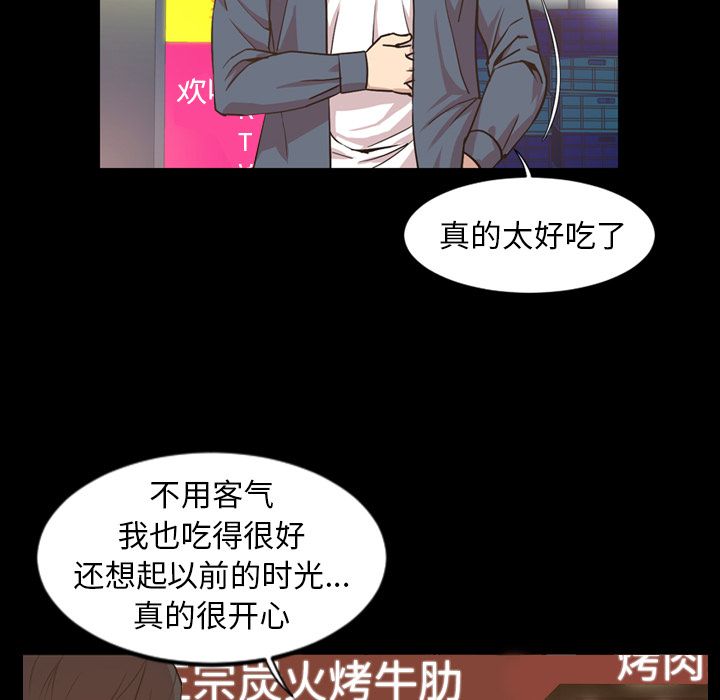 欢
K
T
V
真的太好吃了
不用客气
我也吃得很好
还想起以前的时光...
真的很开心
正宗炭火烤牛肋
烤肉